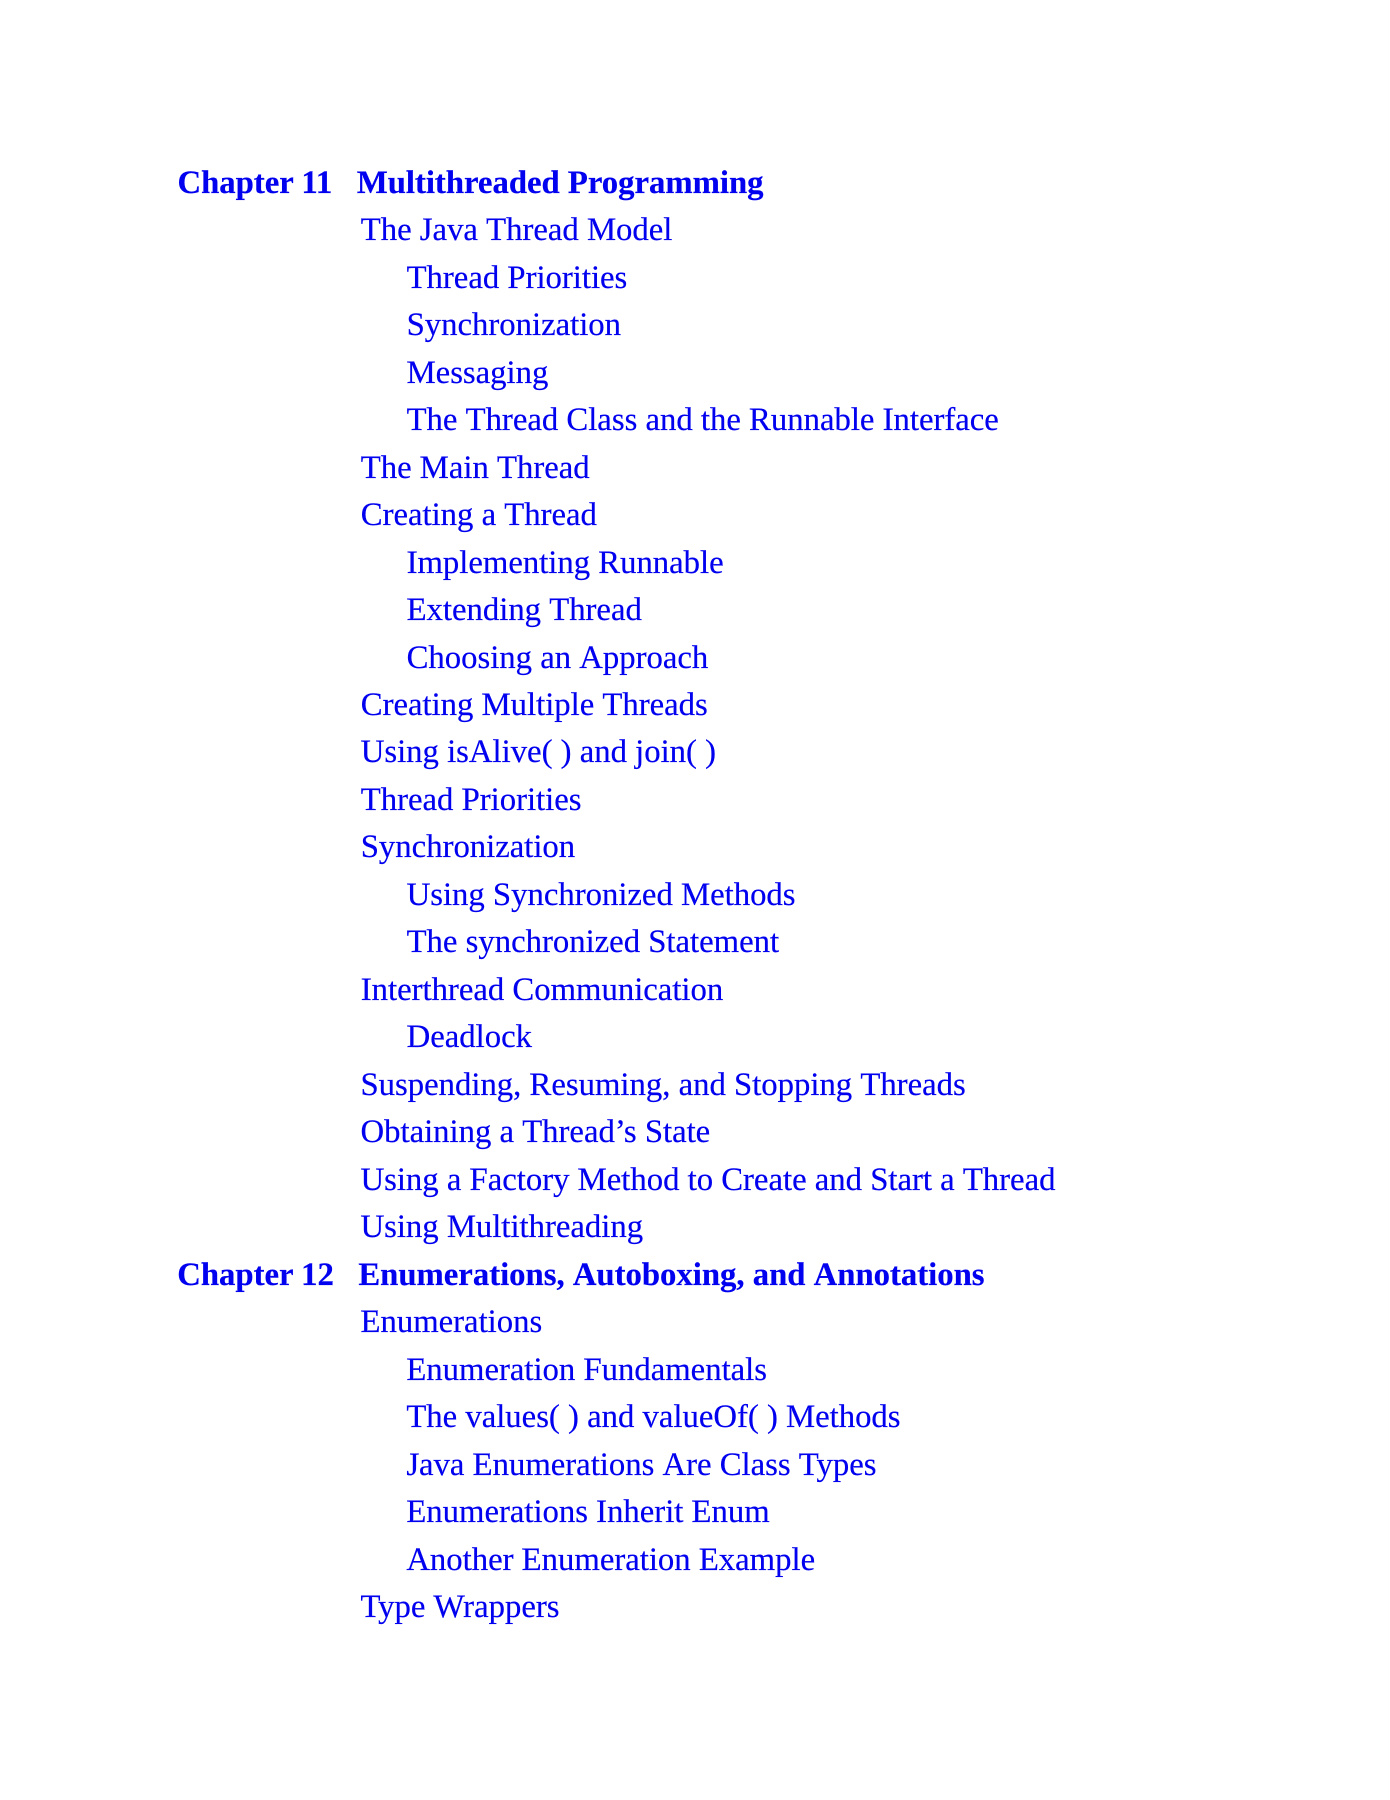 Chapter 11 Multithreaded Programming
The Java Thread Model
Thread Priorities
Synchronization
Messaging
The Thread Class and the Runnable Interface
The Main Thread
Creating a Thread
Implementing Runnable
Extending Thread
Choosing an Approach
Creating Multiple Threads
Using isAlive( ) and join( )
Thread Priorities
Synchronization
Using Synchronized Methods
The synchronized Statement
Interthread Communication
Deadlock
Suspending, Resuming, and Stopping Threads
Obtaining a Thread’s State
Using a Factory Method to Create and Start a Thread
Using Multithreading
Chapter 12 Enumerations, Autoboxing, and Annotations
Enumerations
Enumeration Fundamentals
The values( ) and valueOf( ) Methods
Java Enumerations Are Class Types
Enumerations Inherit Enum
Another Enumeration Example
Type Wrappers